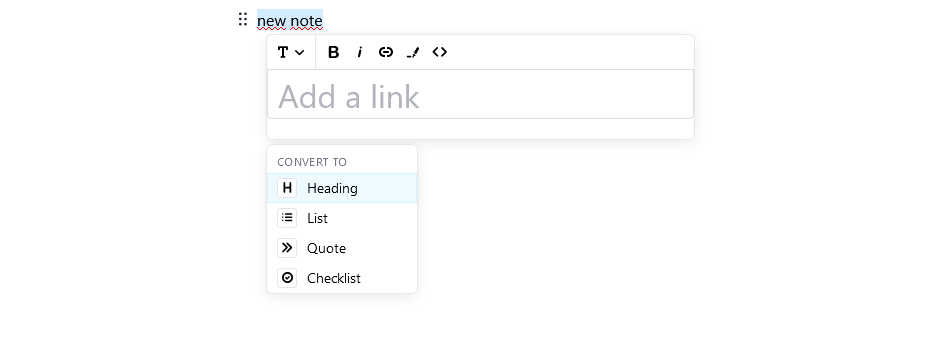 new note
T B i <>
Add a link
CONVERT TO
H Heading
List
Quote
Checklist